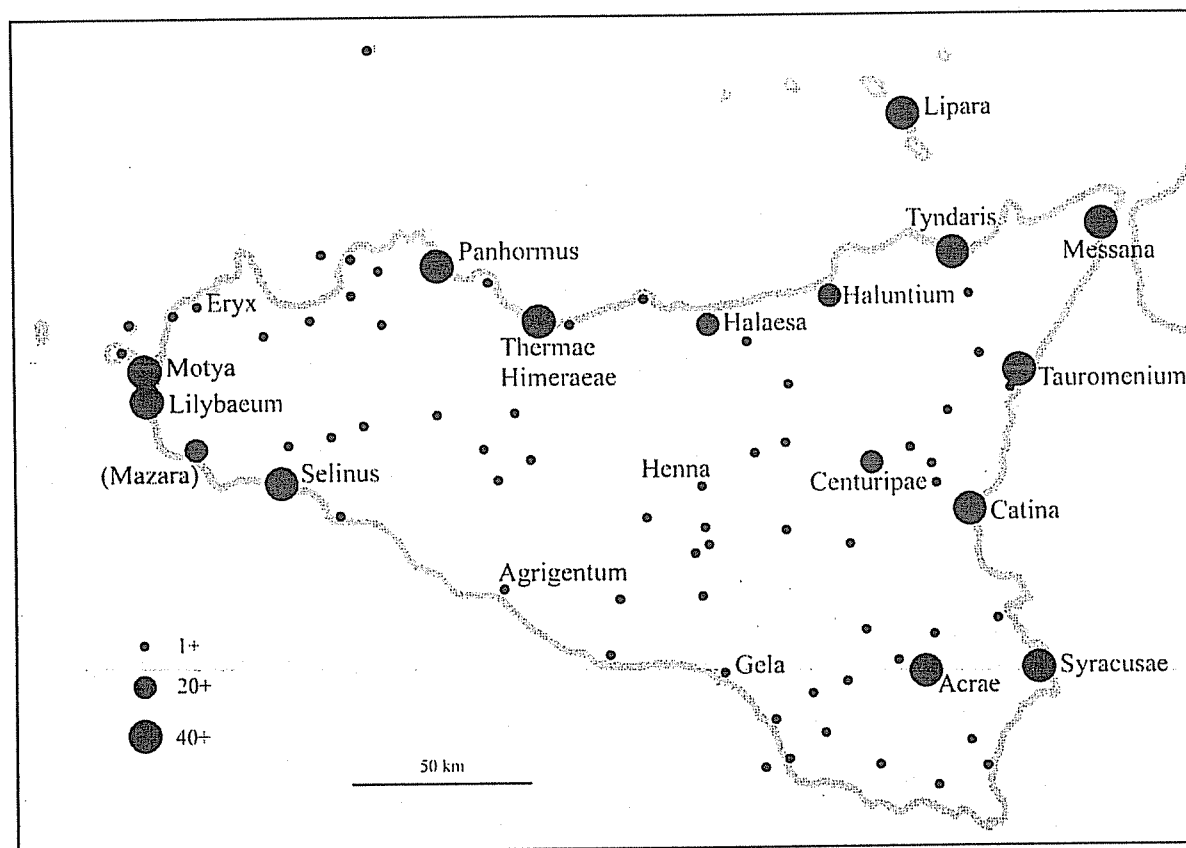 Lipara
Tyndaris
Messana
Panhormus
Eryx
Haluntium
Halaesa
Thermae
Himeraeae
Motya
Tauromenium
Lilybaeum
(Mazara)
Selinus
Henna
Centuripae
Catina
Agrigentum
1+
20+
40+
Gela
Acrae
Syracusae
50 km